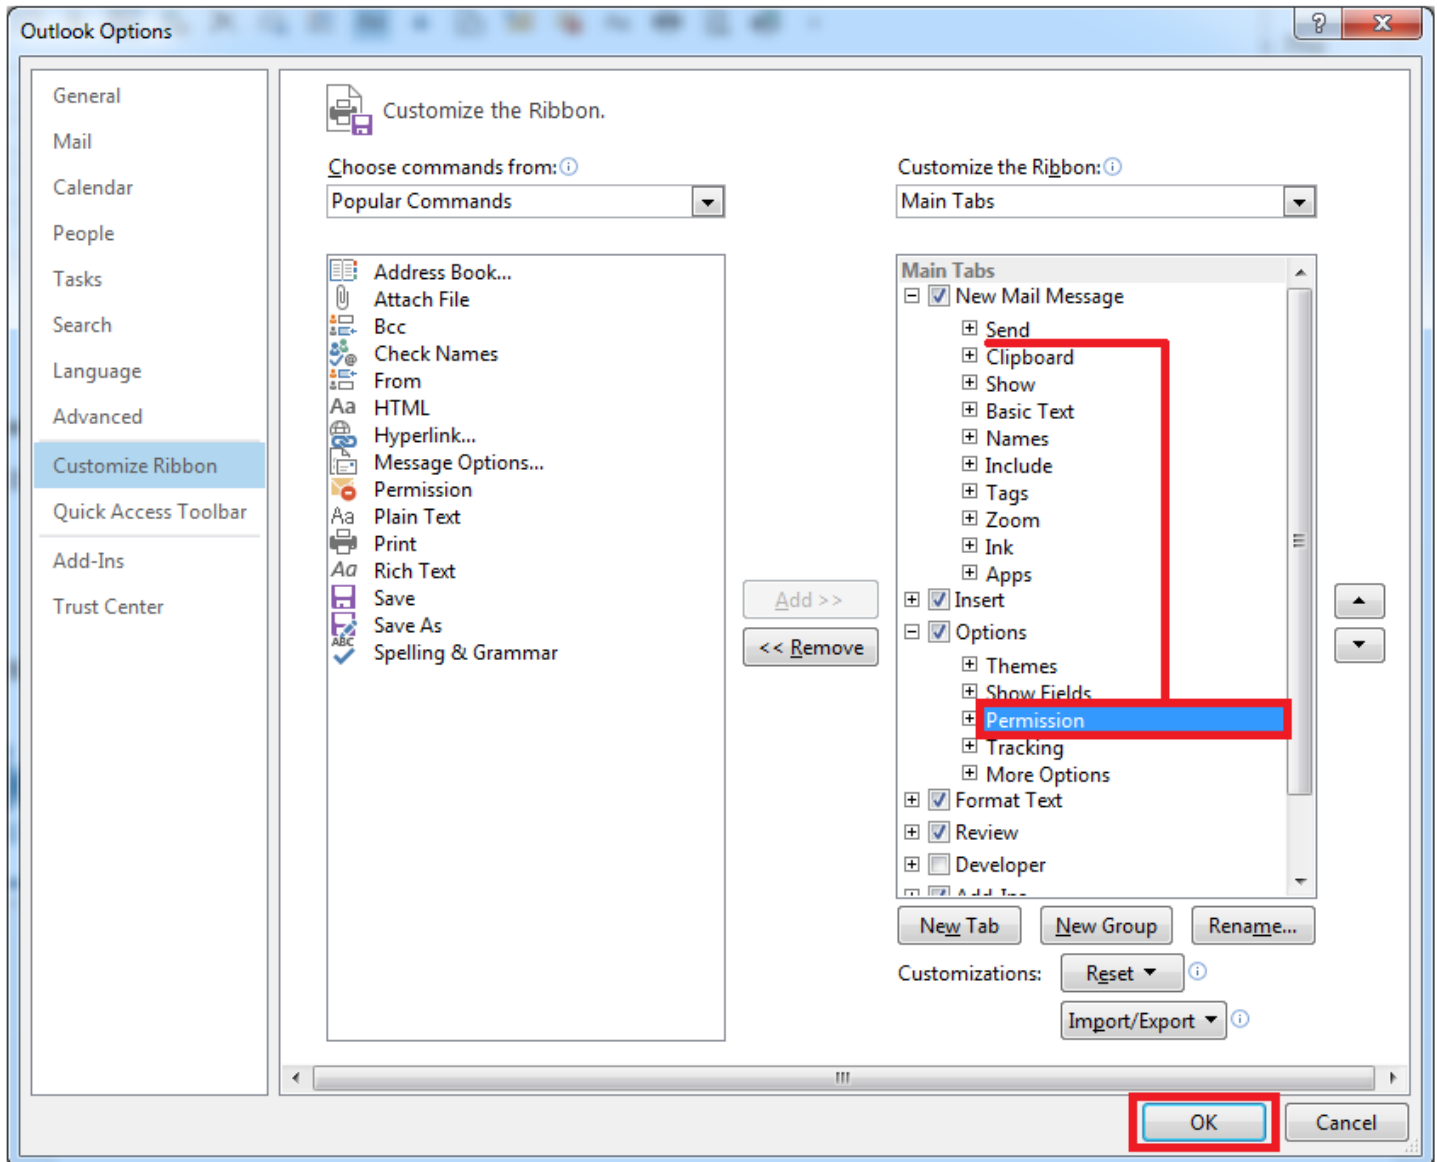 Outlook Options
General
Mail
Calendar
People
Tasks
Search
Language
Advanced
Customize Ribbon
Quick Access Toolbar
Add-Ins
Trust Center
Customize the Ribbon.
Choose commands from:
Popular Commands
Address Book...
Attach File
Bcc
Check Names
From
HTML
Hyperlink...
Message Options...
Permission
Plain Text
Print
Rich Text
Save
Save As
Spelling & Grammar
Add >>
<< Remove
Customize the Ribbon:
Main Tabs
Main Tabs
New Mail Message
Send
Clipboard
Show
Basic Text
Names
Include
Tags
Zoom
Ink
Apps
Insert
Options
Themes
Show Fields
Permission
Tracking
More Options
Format Text
Review
Developer
Add-Ins
New Tab New Group Rename...
Customizations: Reset
Import/Export
OK Cancel